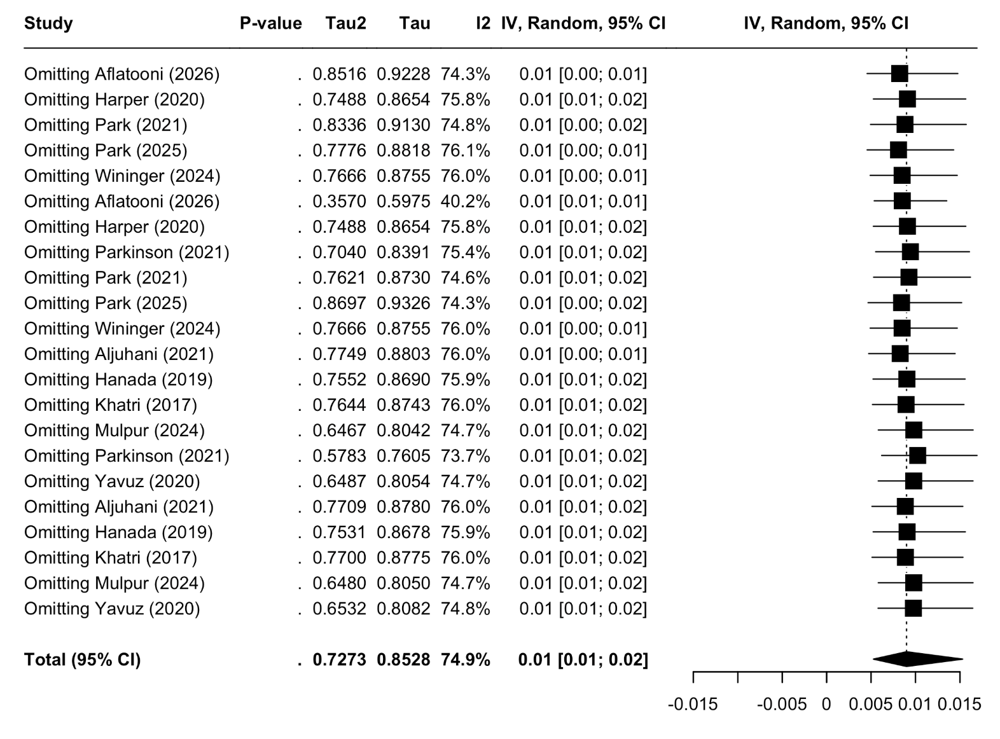 Study P-value Tau2 Tau I2 IV, Random, 95% CI IV, Random, 95% CI
Omitting Aflatooni (2026) . 0.8516 0.9228 74.3% 0.01 [0.00; 0.01]
Omitting Harper (2020) . 0.7488 0.8654 75.8% 0.01 [0.01; 0.02]
Omitting Park (2021) . 0.8336 0.9130 74.8% 0.01 [0.00; 0.02]
Omitting Park (2025) . 0.7776 0.8818 76.1% 0.01 [0.00; 0.01]
Omitting Wininger (2024) . 0.7666 0.8755 76.0% 0.01 [0.00; 0.01]
Omitting Aflatooni (2026) . 0.3570 0.5975 40.2% 0.01 [0.01; 0.01]
Omitting Harper (2020) . 0.7488 0.8654 75.8% 0.01 [0.01; 0.02]
Omitting Parkinson (2021) . 0.7040 0.8391 75.4% 0.01 [0.01; 0.02]
Omitting Park (2021) . 0.7621 0.8730 74.6% 0.01 [0.01; 0.02]
Omitting Park (2025) . 0.8697 0.9326 74.3% 0.01 [0.00; 0.02]
Omitting Wininger (2024) . 0.7666 0.8755 76.0% 0.01 [0.00; 0.01]
Omitting Aljuhani (2021) . 0.7749 0.8803 76.0% 0.01 [0.00; 0.01]
Omitting Hanada (2019) . 0.7552 0.8690 75.9% 0.01 [0.01; 0.02]
Omitting Khatri (2017) . 0.7644 0.8743 76.0% 0.01 [0.01; 0.02]
Omitting Mulpur (2024) . 0.6467 0.8042 74.7% 0.01 [0.01; 0.02]
Omitting Parkinson (2021) . 0.5783 0.7605 73.7% 0.01 [0.01; 0.02]
Omitting Yavuz (2020) . 0.6487 0.8054 74.7% 0.01 [0.01; 0.02]
Omitting Aljuhani (2021) . 0.7709 0.8780 76.0% 0.01 [0.01; 0.02]
Omitting Hanada (2019) . 0.7531 0.8678 75.9% 0.01 [0.01; 0.02]
Omitting Khatri (2017) . 0.7700 0.8775 76.0% 0.01 [0.01; 0.02]
Omitting Mulpur (2024) . 0.6480 0.8050 74.7% 0.01 [0.01; 0.02]
Omitting Yavuz (2020) . 0.6532 0.8082 74.8% 0.01 [0.01; 0.02]
Total (95% CI) . 0.7273 0.8528 74.9% 0.01 [0.01; 0.02]
-0.015 -0.005 0 0.005 0.01 0.015